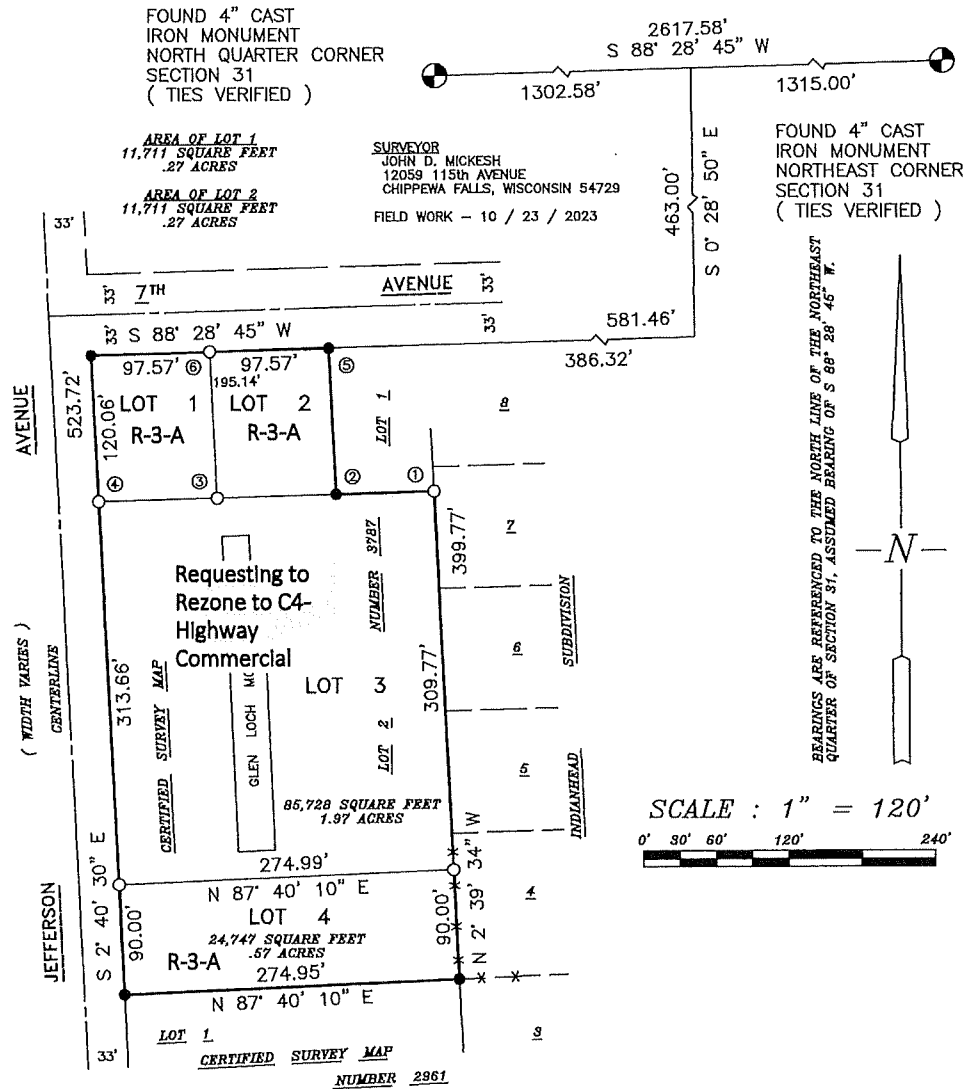 FOUND 4" CAST
IRON MONUMENT
NORTH QUARTER CORNER
SECTION 31
( TIES VERIFIED )
2617.58'
S 88° 28' 45" W
1302.58'
1315.00'
FOUND 4" CAST
IRON MONUMENT
NORTHEAST CORNER
SECTION 31
( TIES VERIFIED )
AREA OF LOT 1
11,711 SQUARE FEET
.27 ACRES
AREA OF LOT 2
11,711 SQUARE FEET
.27 ACRES
SURVEYOR
JOHN D. MICKESH
12059 115th AVENUE
CHIPPEWA FALLS, WISCONSIN 54729
FIELD WORK – 10 / 23 / 2023
463.00'
S 0° 28' 50" E
33'
33'
7TH
AVENUE
33'
33'
S 88° 28' 45" W
33'
581.46'
386.32'
97.57'
⑥
97.57'
⑤
195.14'
LOT 1
R-3-A
LOT 2
R-3-A
120.06'
523.72'
AVENUE
LOT 1
8
④
③
②
①
7
399.77'
NUMBER 3787
Requesting to
Rezone to C4-
Highway
Commercial
SUBDIVISION
6
( WIDTH VARIES )
CENTERLINE
313.66'
CERTIFIED SURVEY MAP
GLEN LOCH
LOT 3
309.77'
LOT 2
5
INDIANHEAD
85,728 SQUARE FEET
1.97 ACRES
274.99'
N 87° 40' 10" E
LOT 4
24,747 SQUARE FEET
.57 ACRES
R-3-A
274.95'
N 87° 40' 10" E
JEFFERSON
S 2° 40' 30" E
90.00'
90.00'
N 2° 39' 34" W
4
3
LOT 1
CERTIFIED SURVEY MAP
NUMBER 2961
33'
BEARINGS ARE REFERENCED TO THE NORTH LINE OF THE NORTHEAST
QUARTER OF SECTION 31, ASSUMED BEARING OF S 88° 28' 45" W.
N
SCALE : 1" = 120'
0' 30' 60' 120' 240'